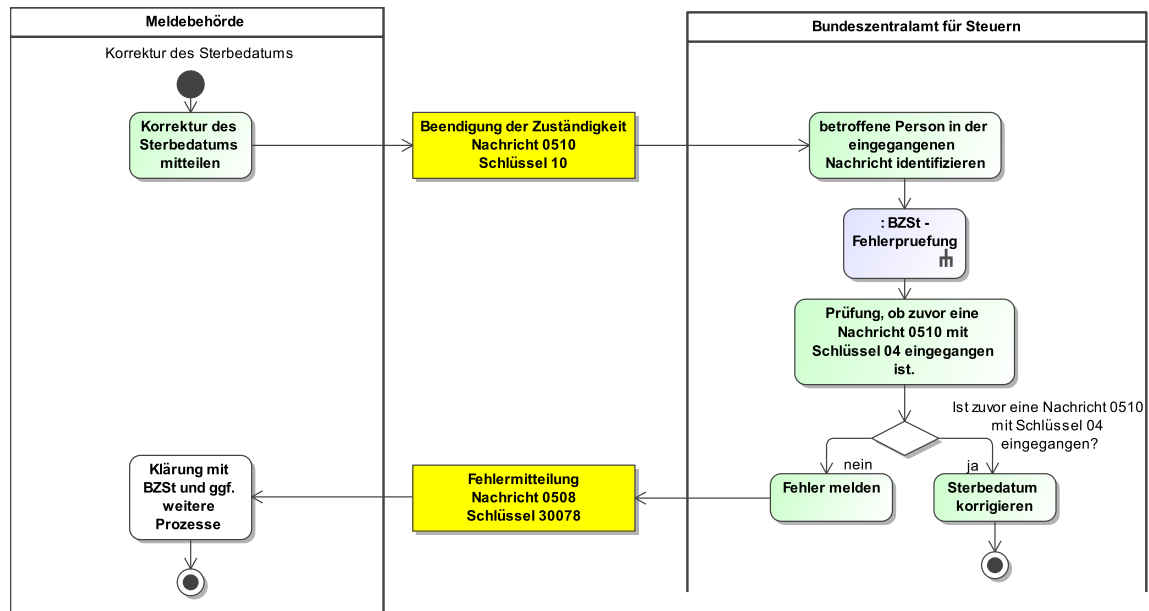 Meldebehörde
Bundeszentralamt für Steuern
Korrektur des Sterbedatums
Korrektur des
Sterbedatums
mitteilen
Beendigung der Zuständigkeit
Nachricht 0510
Schlüssel 10
betroffene Person in der
eingegangenen
Nachricht identifizieren
: BZSt -
Fehlerpruefung
Prüfung, ob zuvor eine
Nachricht 0510 mit
Schlüssel 04 eingegangen
ist.
Ist zuvor eine Nachricht 0510
mit Schlüssel 04
eingegangen?
nein
ja
Fehler melden
Sterbedatum
korrigieren
Fehlermitteilung
Nachricht 0508
Schlüssel 30078
Klärung mit
BZSt und ggf.
weitere
Prozesse